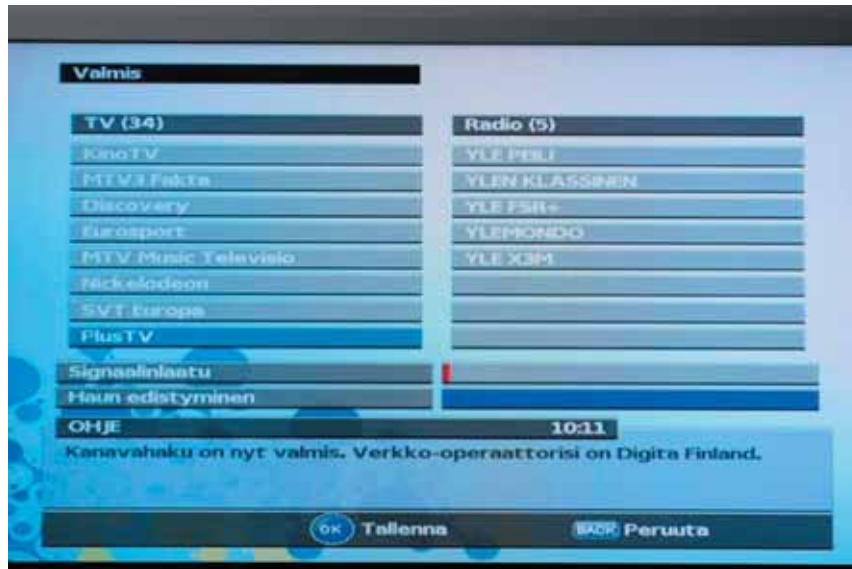 Valmis
TV (34)
Radio (5)
KinoTV
YLE PEILI
MTV3 Fakta
YLEN KLASSINEN
Discovery
YLE FSR+
Eurosport
YLEMONDO
MTV Music Televisio
YLE X3M
Nickelodeon
SVT Europa
PlusTV
Signaalinlaatu
Haun edistyminen
OHJE 10:11
Kanavahaku on nyt valmis. Verkko-operaattorisi on Digita Finland.
OK Tallenna BACK Peruuta